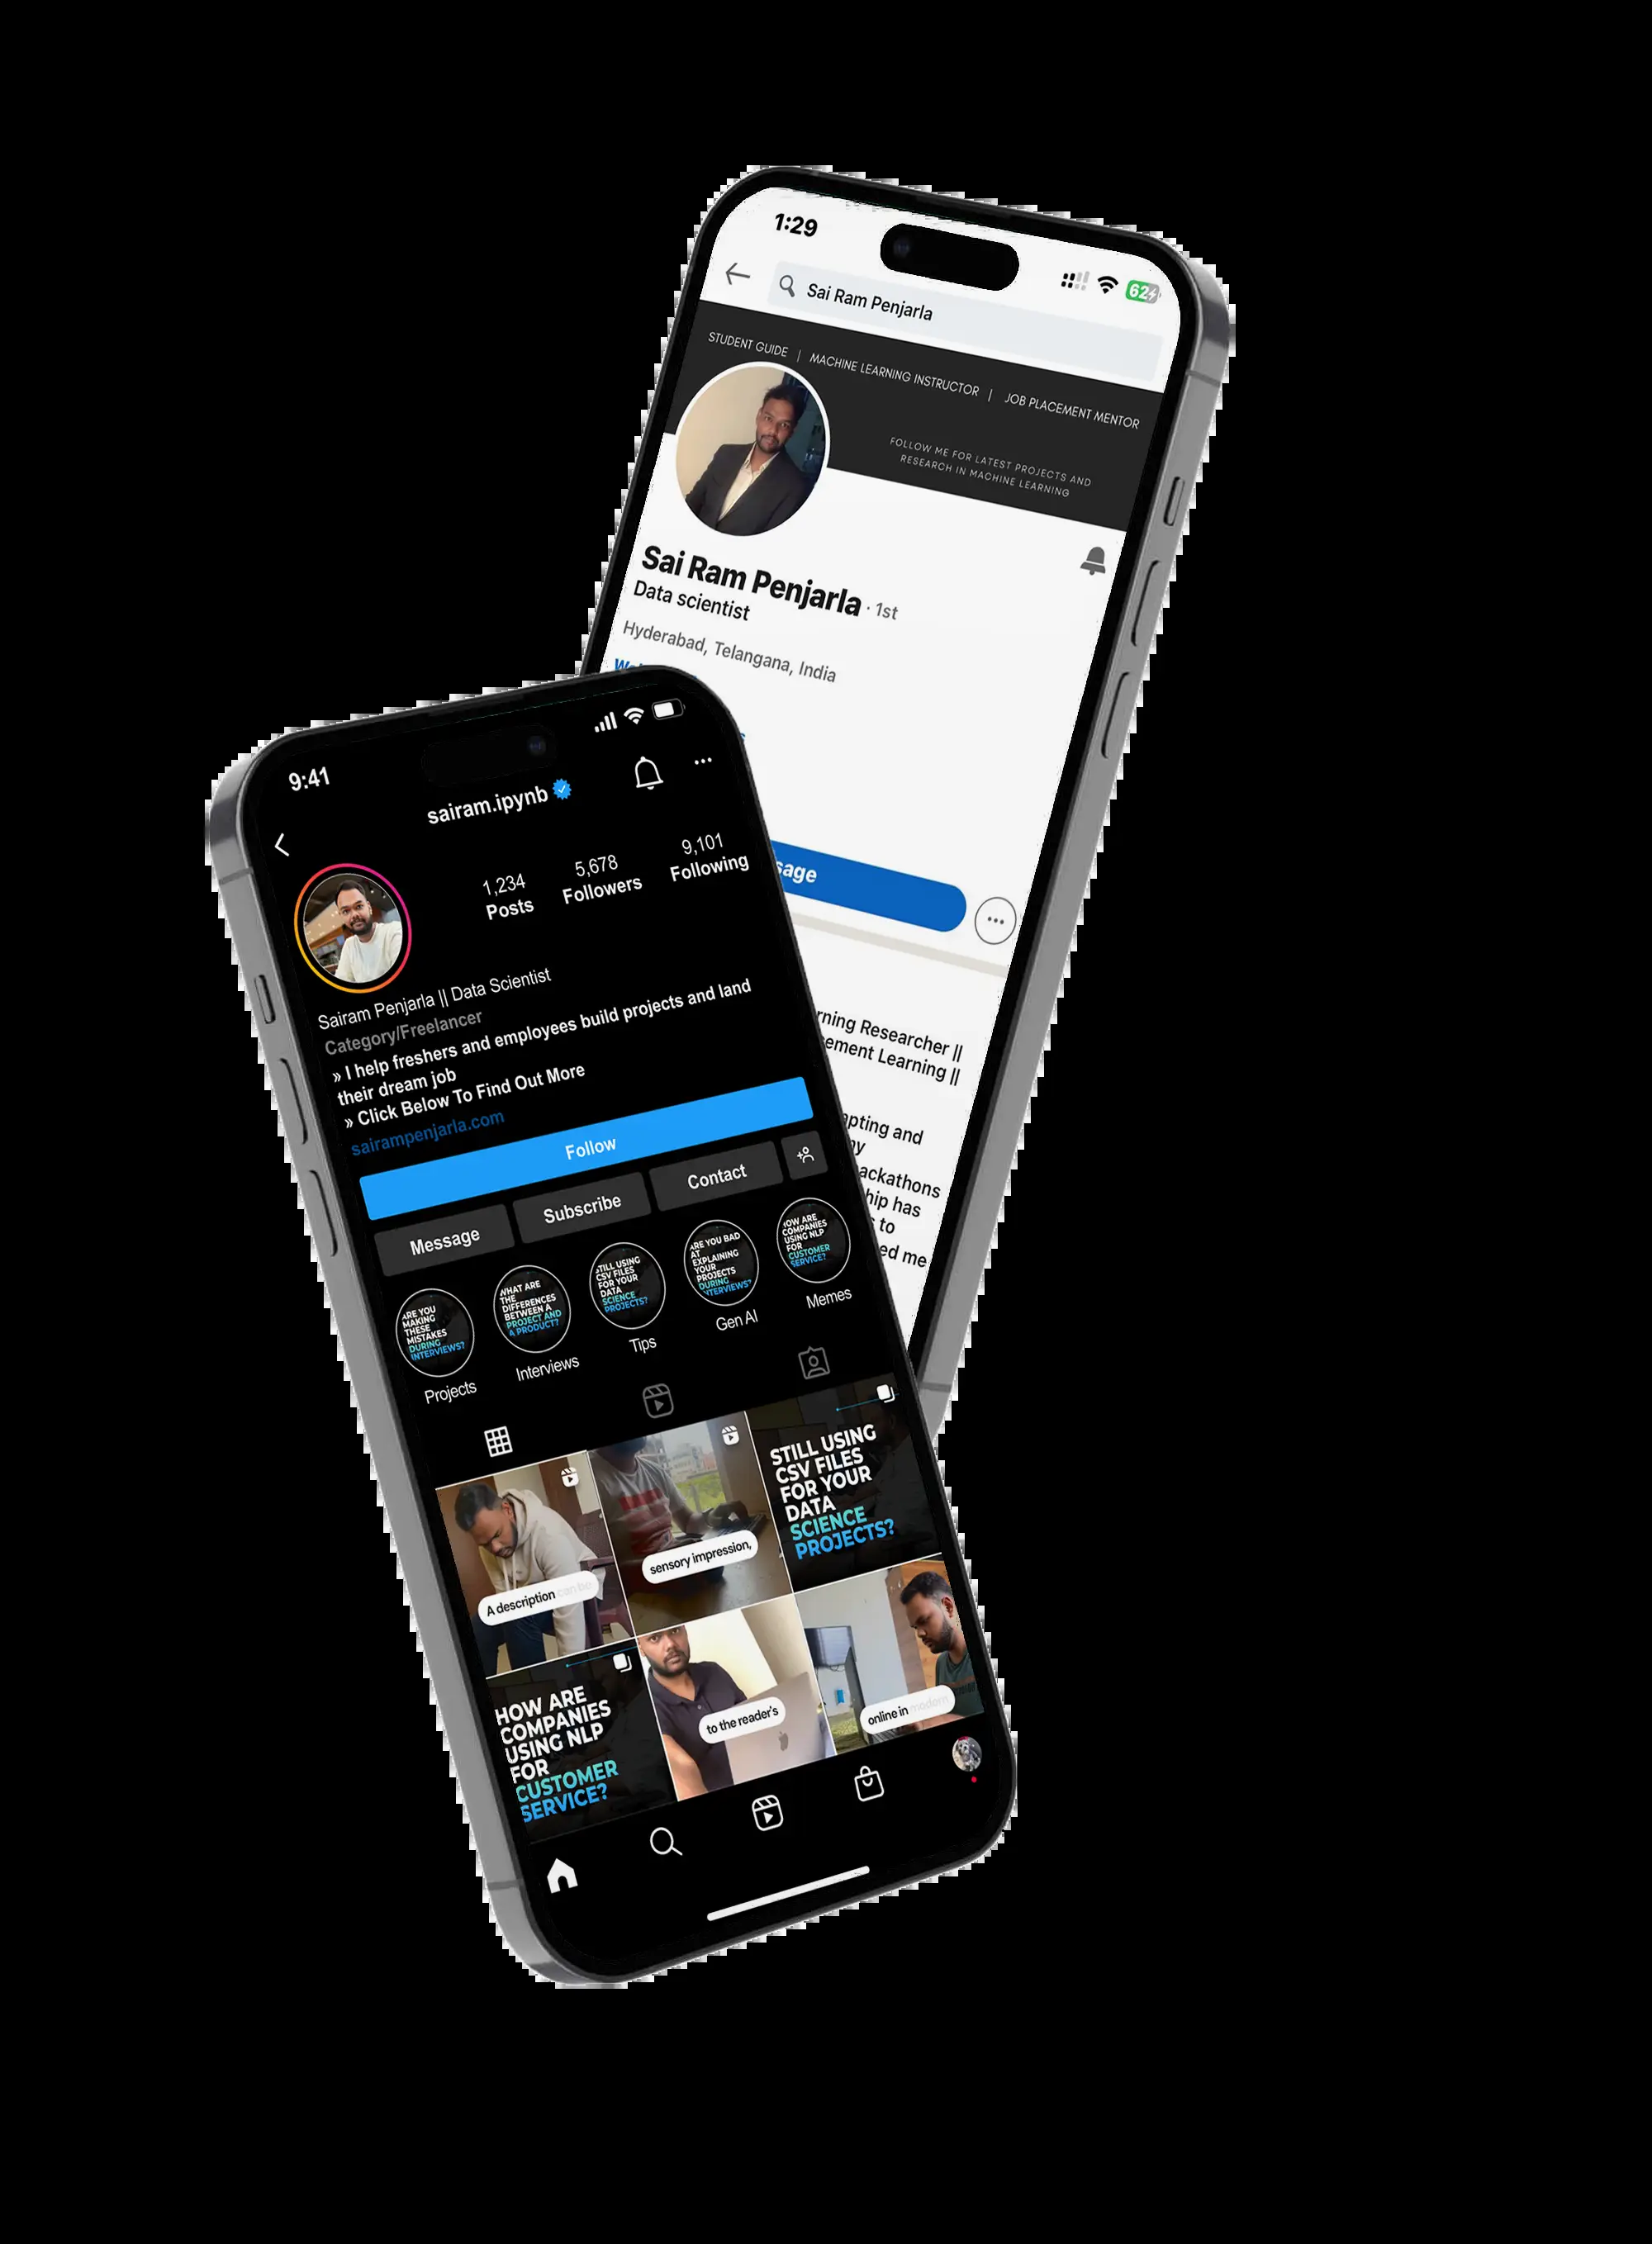 1:29
62
Sai Ram Penjarla
STUDENT GUIDE | MACHINE LEARNING INSTRUCTOR | JOB PLACEMENT MENTOR
FOLLOW ME FOR LATEST PROJECTS AND
RESEARCH IN MACHINE LEARNING
Sai Ram Penjarla · 1st
Data scientist
Hyderabad, Telangana, India
sage
rning Researcher ||
ement Learning ||
pting and
ackathons
hip has
to
ed me
9:41
sairam.ipynb
1,234
Posts
5,678
Followers
9,101
Following
Sairam Penjarla || Data Scientist
Category/Freelancer
» I help freshers and employees build projects and land
their dream job
» Click Below To Find Out More
sairampenjarla.com
Follow
Message
Subscribe
Contact
ARE YOU
MAKING
THESE
MISTAKES
DURING
INTERVIEWS?
Projects
WHAT ARE
THE
DIFFERENCES
BETWEEN A
PROJECT AND
A PRODUCT?
Interviews
STILL USING
CSV FILES
FOR YOUR
DATA
SCIENCE
PROJECTS?
Tips
ARE YOU BAD
AT
EXPLAINING
YOUR
PROJECTS
DURING
INTERVIEWS?
Gen AI
HOW ARE
COMPANIES
USING NLP
FOR
CUSTOMER
SERVICE?
Memes
A description can be
sensory impression,
STILL USING
CSV FILES
FOR YOUR
DATA
SCIENCE
PROJECTS?
HOW ARE
COMPANIES
USING NLP
FOR
CUSTOMER
SERVICE?
to the reader's
online in modern